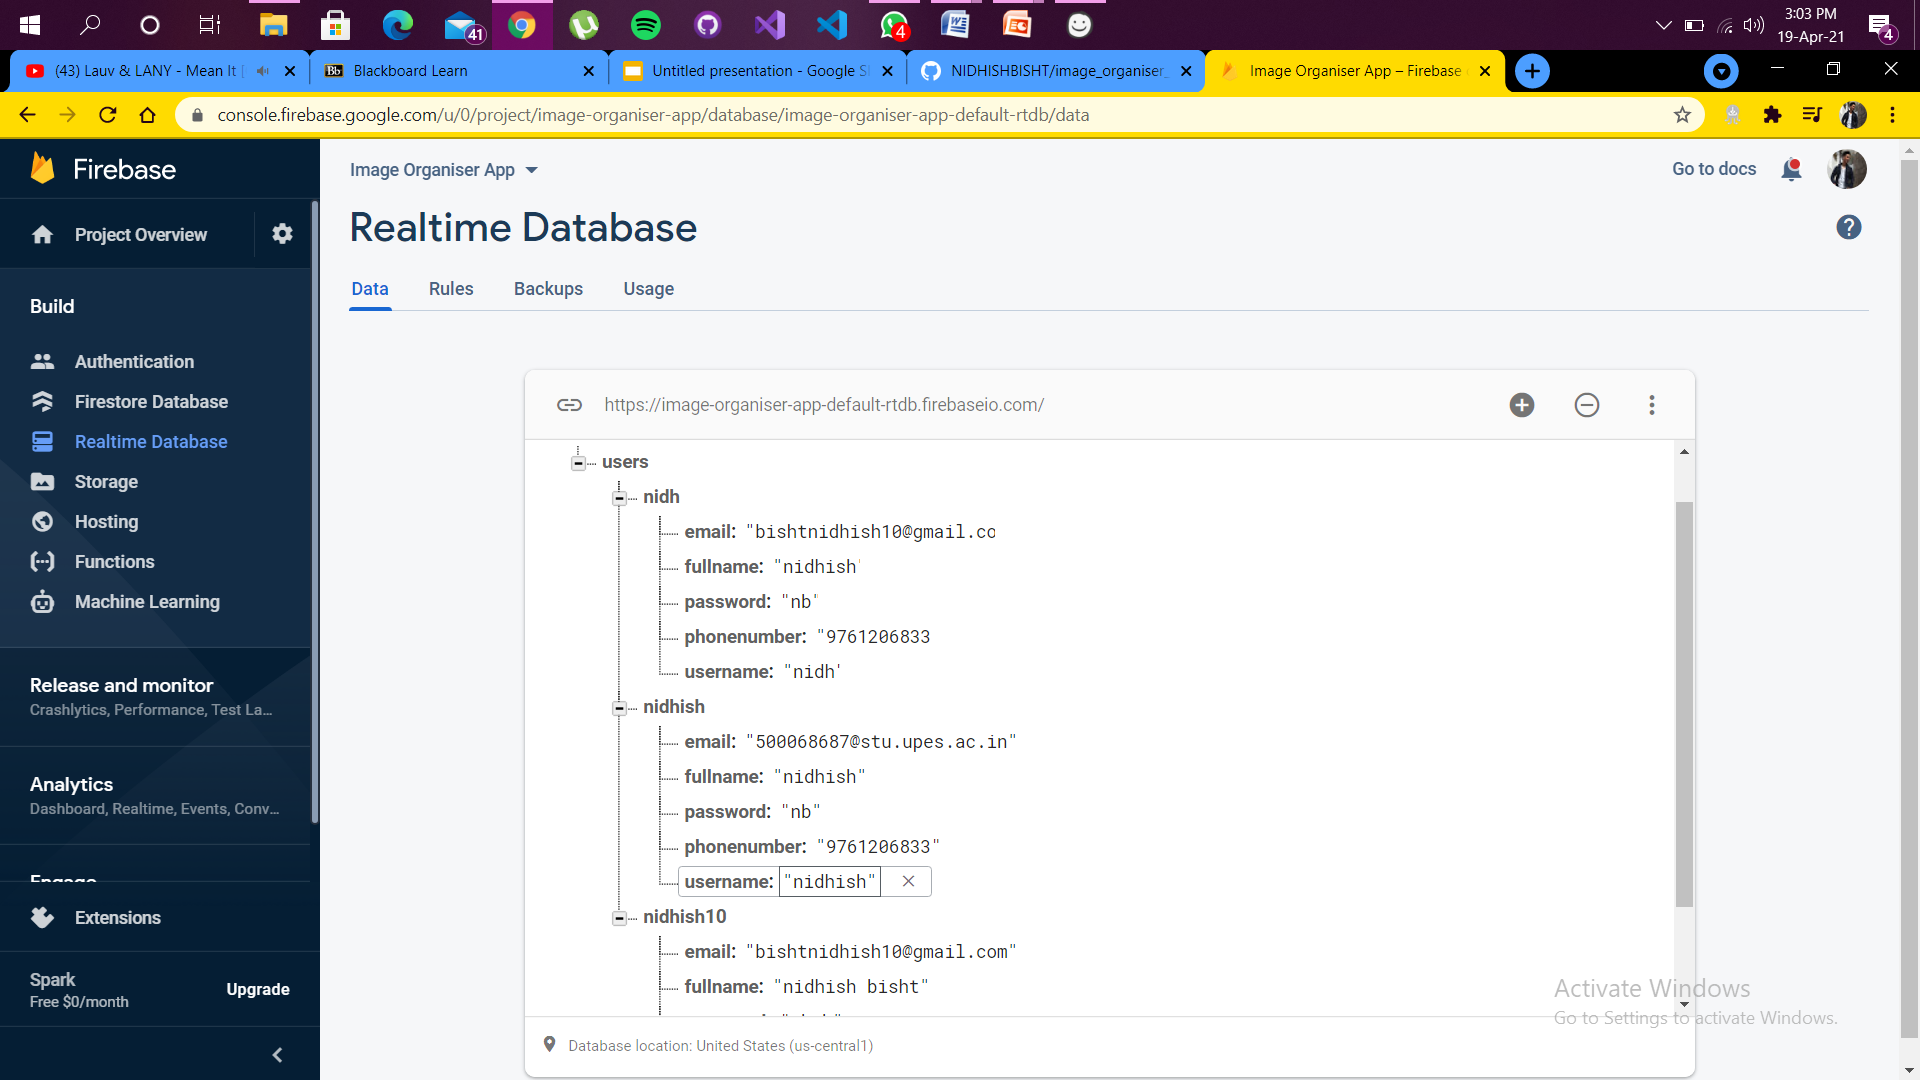 41
4
3:03 PM
19-Apr-21
4
(43) Lauv & LANY - Mean It
Bb Blackboard Learn
Untitled presentation - Google Sl
NIDHISHBISHT/image_organiser_
Image Organiser App – Firebase
console.firebase.google.com/u/0/project/image-organiser-app/database/image-organiser-app-default-rtdb/data
Firebase
Project Overview
Build
Authentication
Firestore Database
Realtime Database
Storage
Hosting
Functions
Machine Learning
Release and monitor
Crashlytics, Performance, Test La...
Analytics
Dashboard, Realtime, Events, Conv...
Engage
Extensions
Spark
Free $0/month
Upgrade
Image Organiser App
Go to docs
Realtime Database
Data Rules Backups Usage
https://image-organiser-app-default-rtdb.firebaseio.com/
users
nidh
email: "bishtnidhish10@gmail.co
fullname: "nidhish'
password: "nb'
phonenumber: "9761206833
username: "nidh'
nidhish
email: "500068687@stu.upes.ac.in"
fullname: "nidhish"
password: "nb"
phonenumber: "9761206833"
username: "nidhish"
nidhish10
email: "bishtnidhish10@gmail.com"
fullname: "nidhish bisht"
Database location: United States (us-central1)
Activate Windows
Go to Settings to activate Windows.